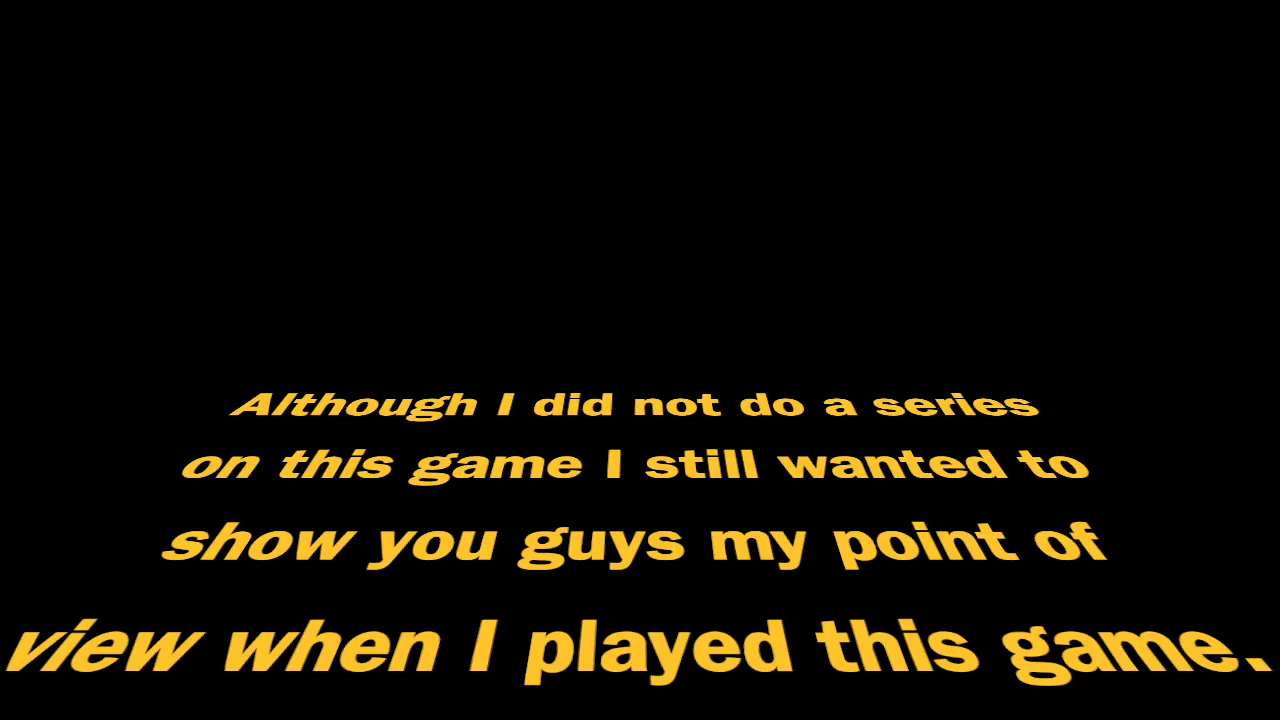 Although I did not do a series
on this game I still wanted to
show you guys my point of
view when I played this game.